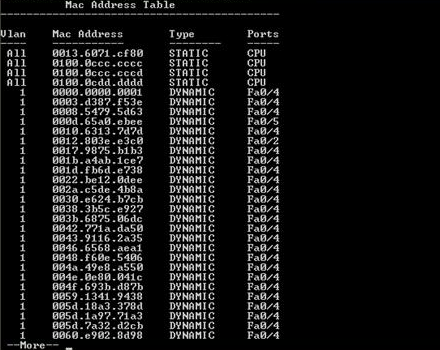 Mac Address Table
-------------------------------------------
Vlan    Mac Address       Type        Ports
----    -----------       --------    -----
All    0013.6071.cf80    STATIC      CPU
All    0100.0ccc.cccc    STATIC      CPU
All    0100.0ccc.cccd    STATIC      CPU
All    0100.0cdd.dddd    STATIC      CPU
1    0000.0000.0001    DYNAMIC     Fa0/4
1    0003.d387.f53e    DYNAMIC     Fa0/4
1    0008.5479.5d63    DYNAMIC     Fa0/4
1    000d.65a0.ebee    DYNAMIC     Fa0/5
1    0010.6313.7d7d    DYNAMIC     Fa0/4
1    0012.803e.e3c0    DYNAMIC     Fa0/2
1    0017.9875.b1b3    DYNAMIC     Fa0/4
1    001b.a4ab.1ce7    DYNAMIC     Fa0/4
1    001d.fb6d.e738    DYNAMIC     Fa0/4
1    0022.be12.0dee    DYNAMIC     Fa0/4
1    002a.c5de.4b8a    DYNAMIC     Fa0/4
1    0030.e624.b7cb    DYNAMIC     Fa0/4
1    0038.3b5c.e927    DYNAMIC     Fa0/4
1    003b.6875.06dc    DYNAMIC     Fa0/4
1    0042.771a.da50    DYNAMIC     Fa0/4
1    0043.9116.2a35    DYNAMIC     Fa0/4
1    0046.6568.aea1    DYNAMIC     Fa0/4
1    0048.f60e.5406    DYNAMIC     Fa0/4
1    004a.49e8.a550    DYNAMIC     Fa0/4
1    004e.0e80.041c    DYNAMIC     Fa0/4
1    004f.693b.d87b    DYNAMIC     Fa0/4
1    0059.1341.9438    DYNAMIC     Fa0/4
1    005d.18a3.378d    DYNAMIC     Fa0/4
1    005d.1a97.71a3    DYNAMIC     Fa0/4
1    005d.7a32.d2cb    DYNAMIC     Fa0/4
1    0060.e902.8d98    DYNAMIC     Fa0/4
--More--